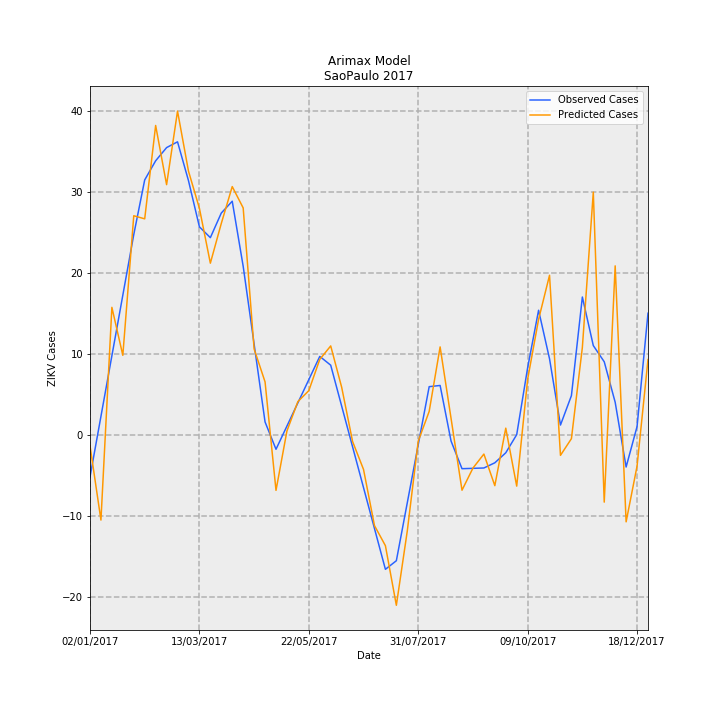 Arimax Model
SaoPaulo 2017
Observed Cases
Predicted Cases
40
30
20
10
0
−10
−20
ZIKV Cases
02/01/2017 13/03/2017 22/05/2017 31/07/2017 09/10/2017 18/12/2017
Date